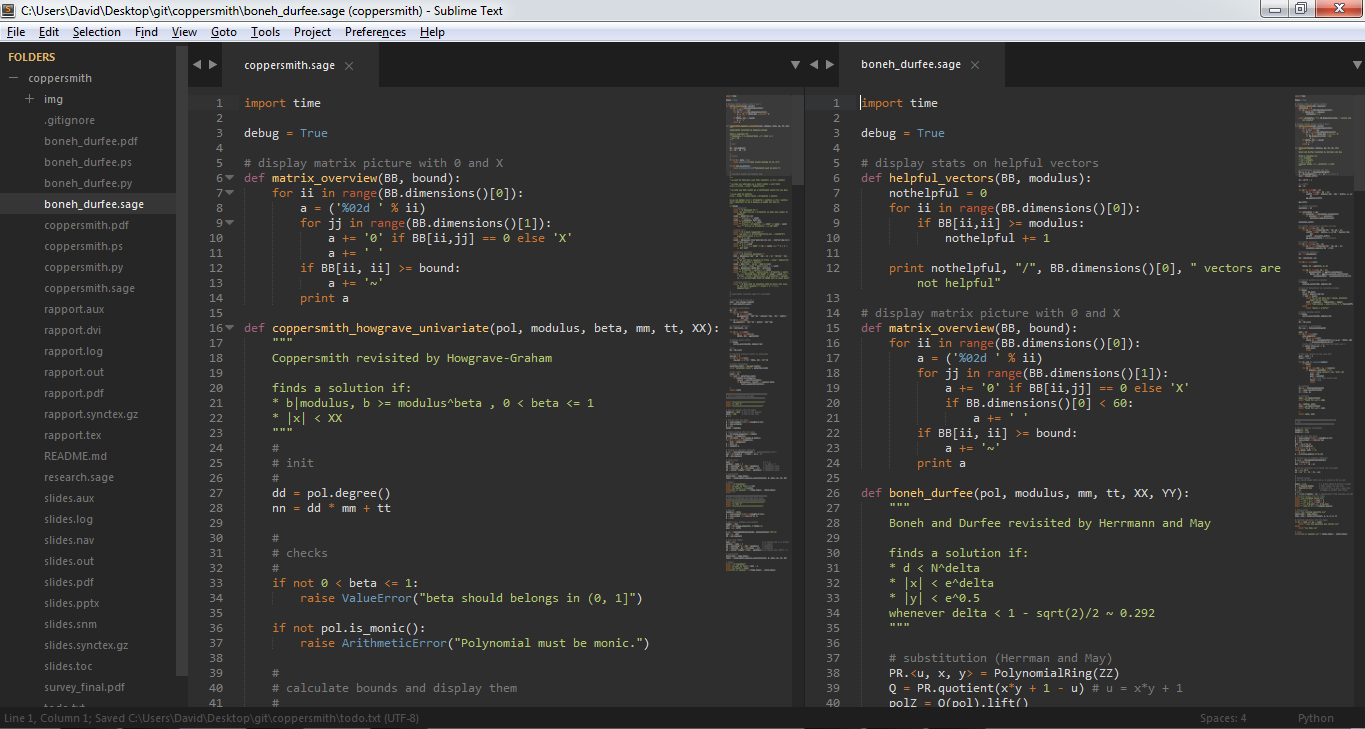 C:\Users\David\Desktop\git\coppersmith\boneh_durfee.sage (coppersmith) - Sublime Text
File Edit Selection Find View Goto Tools Project Preferences Help
FOLDERS
coppersmith
img
.gitignore
boneh_durfee.pdf
boneh_durfee.ps
boneh_durfee.py
boneh_durfee.sage
coppersmith.pdf
coppersmith.ps
coppersmith.py
coppersmith.sage
rapport.aux
rapport.dvi
rapport.log
rapport.out
rapport.pdf
rapport.synctex.gz
rapport.tex
README.md
research.sage
slides.aux
slides.log
slides.nav
slides.out
slides.pdf
slides.pptx
slides.snm
slides.synctex.gz
slides.toc
survey_final.pdf
todo.txt
coppersmith.sage
1 import time
2
3 debug = True
4
5 # display matrix picture with 0 and X
6 def matrix_overview(BB, bound):
7     for ii in range(BB.dimensions()[0]):
8         a = ('%02d ' % ii)
9         for jj in range(BB.dimensions()[1]):
10             a += '0' if BB[ii,jj] == 0 else 'X'
11             a += ' '
12         if BB[ii, ii] >= bound:
13             a += '~'
14         print a
15
16 def coppersmith_howgrave_univariate(pol, modulus, beta, mm, tt, XX):
17     """
18     Coppersmith revisited by Howgrave-Graham
19
20     finds a solution if:
21     * b|modulus, b >= modulus^beta , 0 < beta <= 1
22     * |x| < XX
23     """
24     #
25     # init
26     #
27     dd = pol.degree()
28     nn = dd * mm + tt
29
30     #
31     # checks
32     #
33     if not 0 < beta <= 1:
34         raise ValueError("beta should belongs in (0, 1]")
35
36     if not pol.is_monic():
37         raise ArithmeticError("Polynomial must be monic.")
38
39     #
40     # calculate bounds and display them
41     #
boneh_durfee.sage
1 import time
2
3 debug = True
4
5 # display stats on helpful vectors
6 def helpful_vectors(BB, modulus):
7     nothelpful = 0
8     for ii in range(BB.dimensions()[0]):
9         if BB[ii,ii] >= modulus:
10             nothelpful += 1
11
12     print nothelpful, "/", BB.dimensions()[0], " vectors are
not helpful"
13
14 # display matrix picture with 0 and X
15 def matrix_overview(BB, bound):
16     for ii in range(BB.dimensions()[0]):
17         a = ('%02d ' % ii)
18         for jj in range(BB.dimensions()[1]):
19             a += '0' if BB[ii,jj] == 0 else 'X'
20             if BB.dimensions()[0] < 60:
21                 a += ' '
22         if BB[ii, ii] >= bound:
23             a += '~'
24         print a
25
26 def boneh_durfee(pol, modulus, mm, tt, XX, YY):
27     """
28     Boneh and Durfee revisited by Herrmann and May
29
30     finds a solution if:
31     * d < N^delta
32     * |x| < e^delta
33     * |y| < e^0.5
34     whenever delta < 1 - sqrt(2)/2 ~ 0.292
35     """
36
37     # substitution (Herrman and May)
38     PR.<u, x, y> = PolynomialRing(ZZ)
39     Q = PR.quotient(x*y + 1 - u) # u = x*y + 1
40     polZ = Q(pol).lift()
Line 1, Column 1; Saved C:\Users\David\Desktop\git\coppersmith\todo.txt (UTF-8)
Spaces: 4
Python